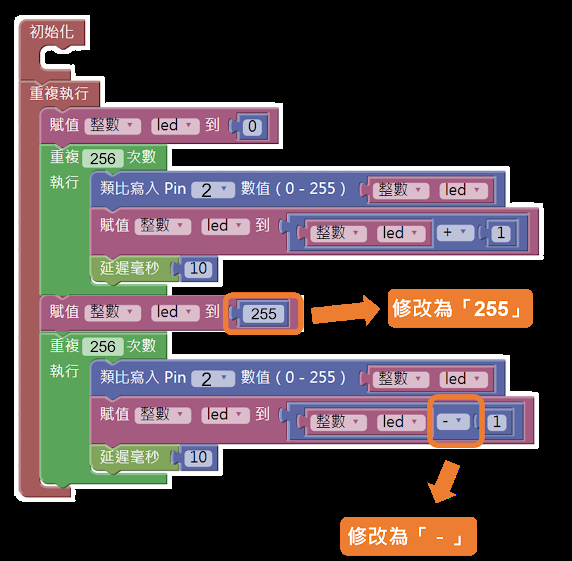 初始化
重複執行
賦值 整數 led 到 0
重複 256 次數
執行 類比寫入 Pin 2 數值 ( 0 - 255 ) 整數 led
賦值 整數 led 到 整數 led + 1
延遲毫秒 10
賦值 整數 led 到 255
修改為「255」
重複 256 次數
執行 類比寫入 Pin 2 數值 ( 0 - 255 ) 整數 led
賦值 整數 led 到 整數 led - 1
延遲毫秒 10
修改為「 - 」